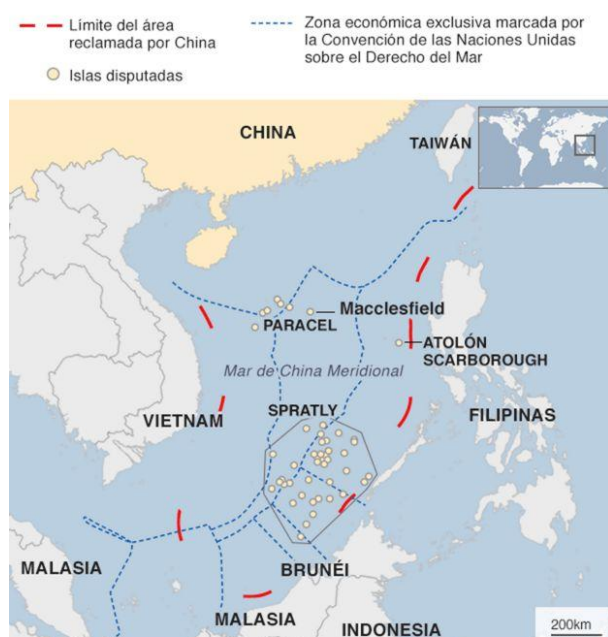 Límite del área
reclamada por China
Islas disputadas
Zona económica exclusiva marcada por
la Convención de las Naciones Unidas
sobre el Derecho del Mar
CHINA
TAIWÁN
Macclesfield
PARACEL
ATOLÓN
SCARBOROUGH
Mar de China Meridional
SPRATLY
VIETNAM
FILIPINAS
MALASIA
BRUNÉI
MALASIA
INDONESIA
200km